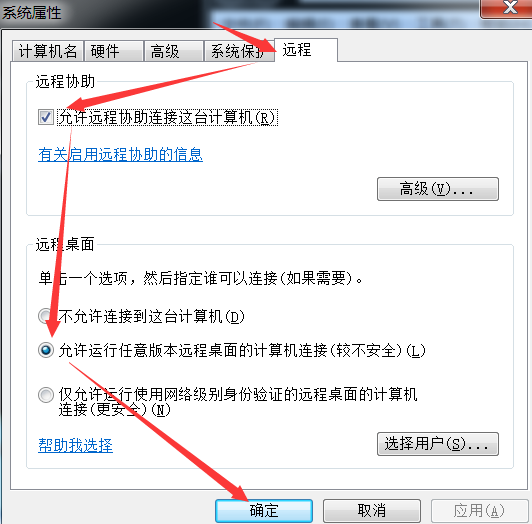 系统属性
计算机名 硬件 高级 系统保护 远程
远程协助
允许远程协助连接这台计算机(R)
有关启用远程协助的信息
高级(V)...
远程桌面
单击一个选项，然后指定谁可以连接(如果需要)。
不允许连接到这台计算机(D)
允许运行任意版本远程桌面的计算机连接(较不安全)(L)
仅允许运行使用网络级别身份验证的远程桌面的计算机
连接(更安全)(N)
帮助我选择
选择用户(S)...
确定 取消 应用(A)